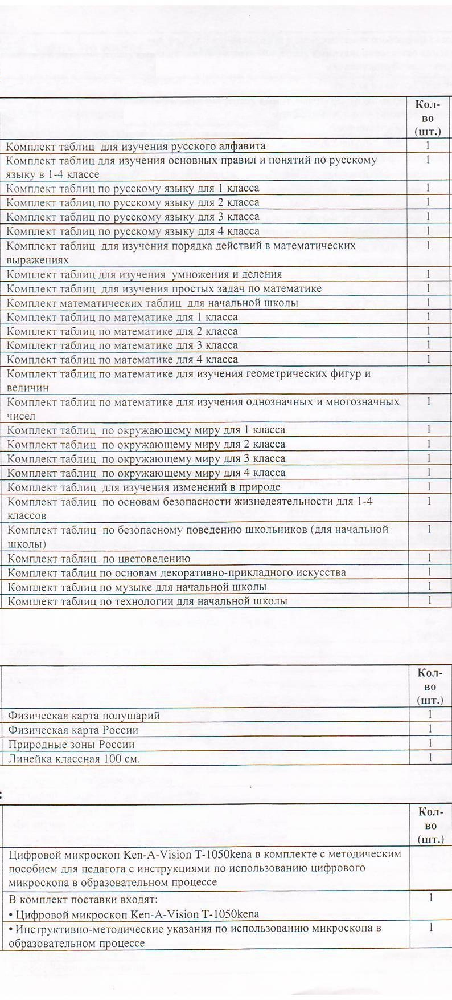 Кол-
во
(шт.)
Комплект таблиц для изучения русского алфавита 1
Комплект таблиц для изучения основных правил и понятий по русскому 1
языку в 1-4 классе
Комплект таблиц по русскому языку для 1 класса 1
Комплект таблиц по русскому языку для 2 класса 1
Комплект таблиц по русскому языку для 3 класса 1
Комплект таблиц по русскому языку для 4 класса 1
Комплект таблиц для изучения порядка действий в математических 1
выражениях
Комплект таблиц для изучения умножения и деления 1
Комплект таблиц для изучения простых задач по математике 1
Комплект математических таблиц для начальной школы 1
Комплект таблиц по математике для 1 класса 1
Комплект таблиц по математике для 2 класса 1
Комплект таблиц по математике для 3 класса 1
Комплект таблиц по математике для 4 класса 1
Комплект таблиц по математике для изучения геометрических фигур и
величин
Комплект таблиц по математике для изучения однозначных и многозначных 1
чисел
Комплект таблиц по окружающему миру для 1 класса 1
Комплект таблиц по окружающему миру для 2 класса 1
Комплект таблиц по окружающему миру для 3 класса 1
Комплект таблиц по окружающему миру для 4 класса 1
Комплект таблиц для изучения изменений в природе 1
Комплект таблиц по основам безопасности жизнедеятельности для 1-4 1
классов
Комплект таблиц по безопасному поведению школьников (для начальной 1
школы)
Комплект таблиц по цветоведению 1
Комплект таблиц по основам декоративно-прикладного искусства 1
Комплект таблиц по музыке для начальной школы 1
Комплект таблиц по технологии для начальной школы 1
Кол-
во
(шт.)
Физическая карта полушарий 1
Физическая карта России 1
Природные зоны России 1
Линейка классная 100 см. 1
:
Кол-
во
(шт.)
Цифровой микроскоп Ken-A-Vision T-1050kena в комплекте с методическим
пособием для педагога с инструкциями по использованию цифрового
микроскопа в образовательном процессе
В комплект поставки входят: 1
• Цифровой микроскоп Ken-A-Vision T-1050kena
• Инструктивно-методические указания по использованию микроскопа в 1
образовательном процессе